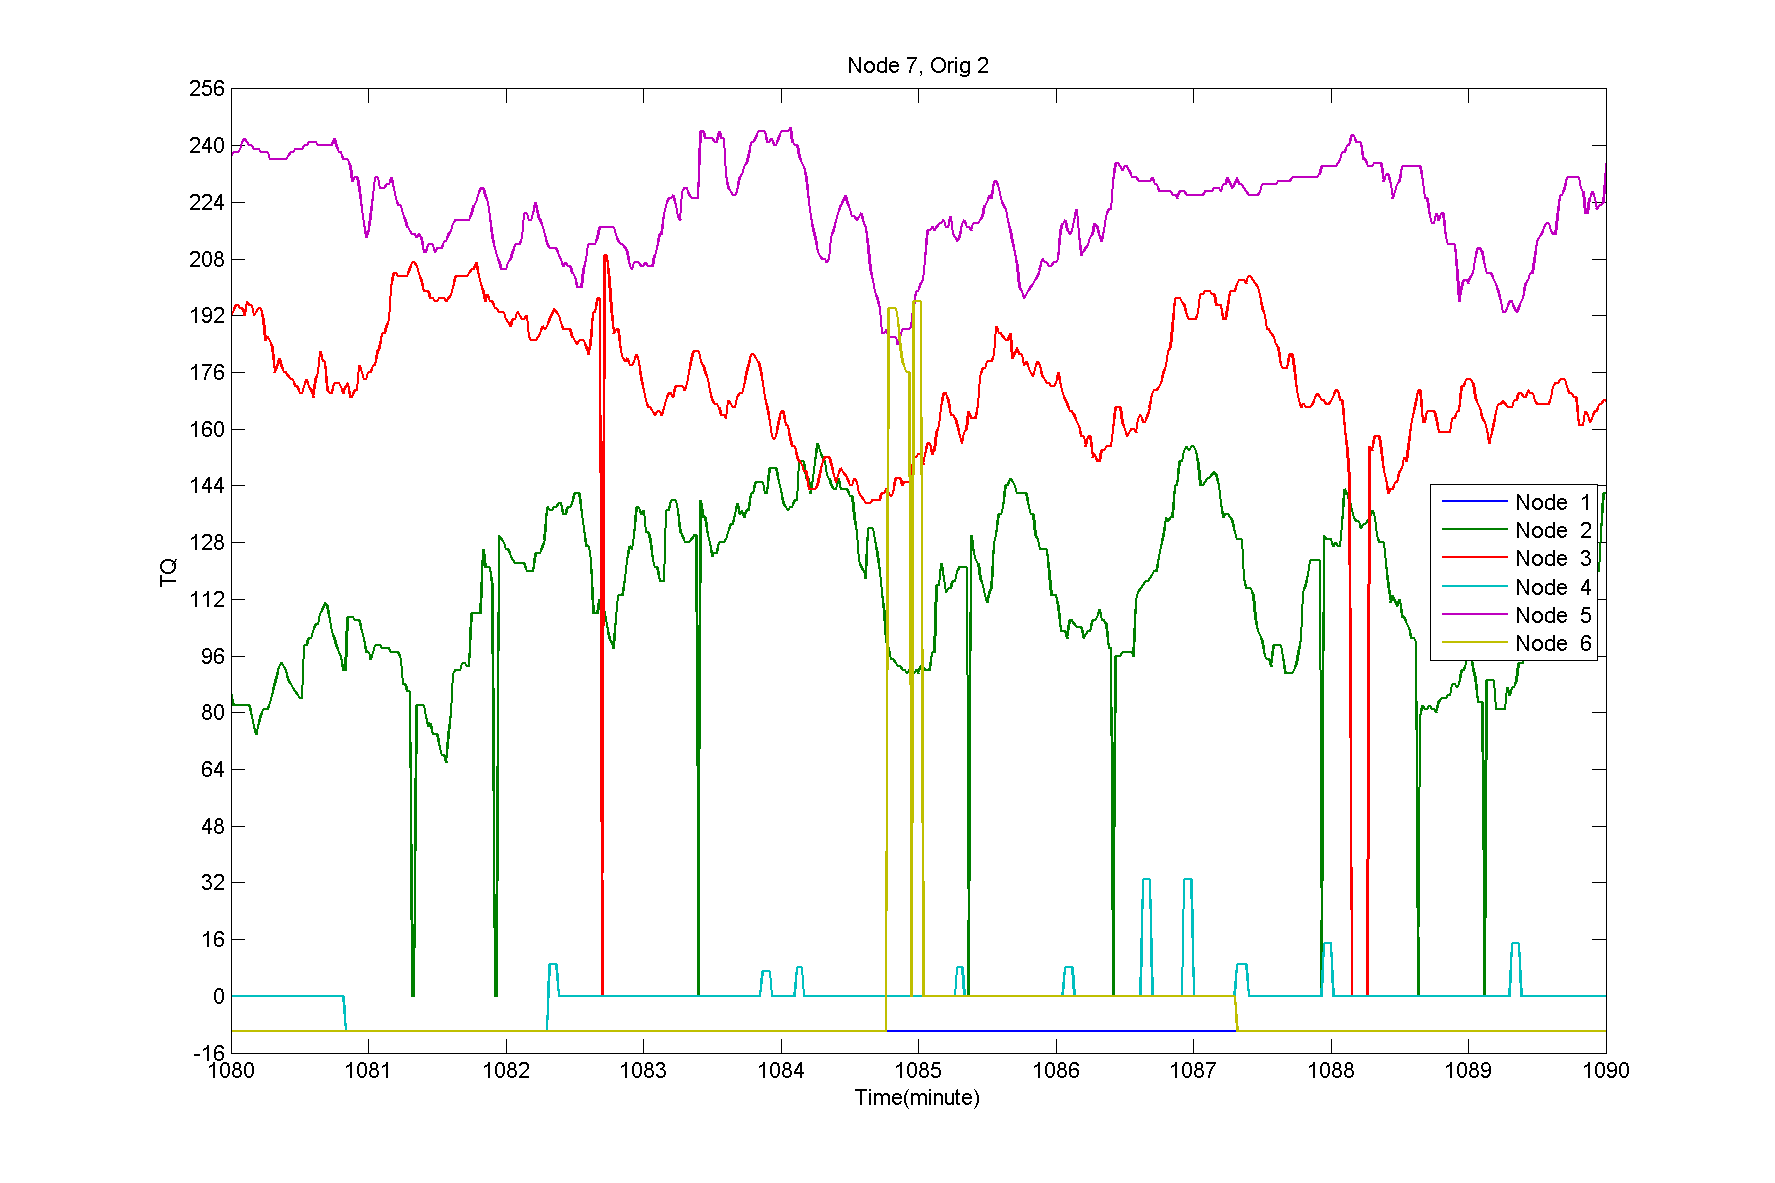 Node 7, Orig 2
256
240
224
208
192
176
160
144
128
112
96
80
64
48
32
16
0
-16
TQ
Node 1
Node 2
Node 3
Node 4
Node 5
Node 6
1080 1081 1082 1083 1084 1085 1086 1087 1088 1089 1090
Time(minute)